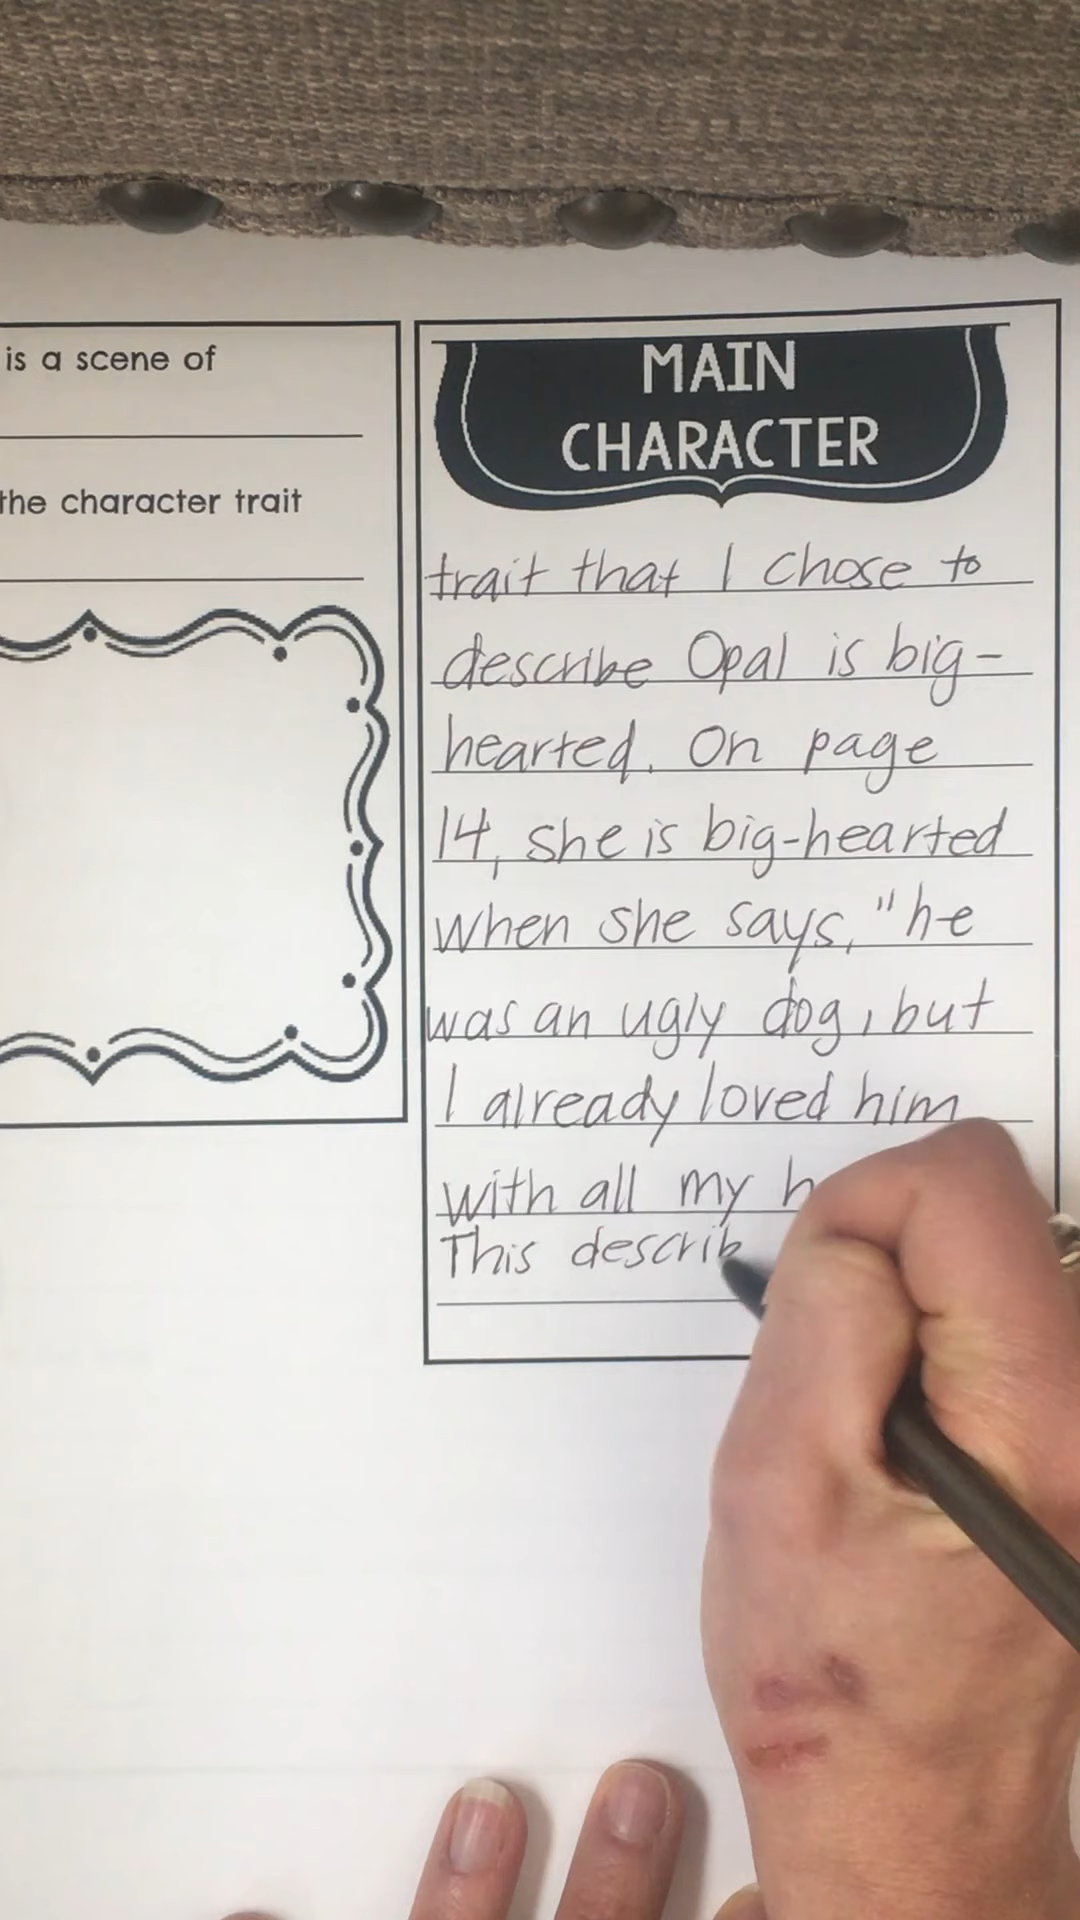 is a scene of
the character trait
MAIN
CHARACTER
trait that I chose to
describe Opal is big-
hearted. On page
14, she is big-hearted
when she says, "he
was an ugly dog, but
I already loved him
with all my
This describ